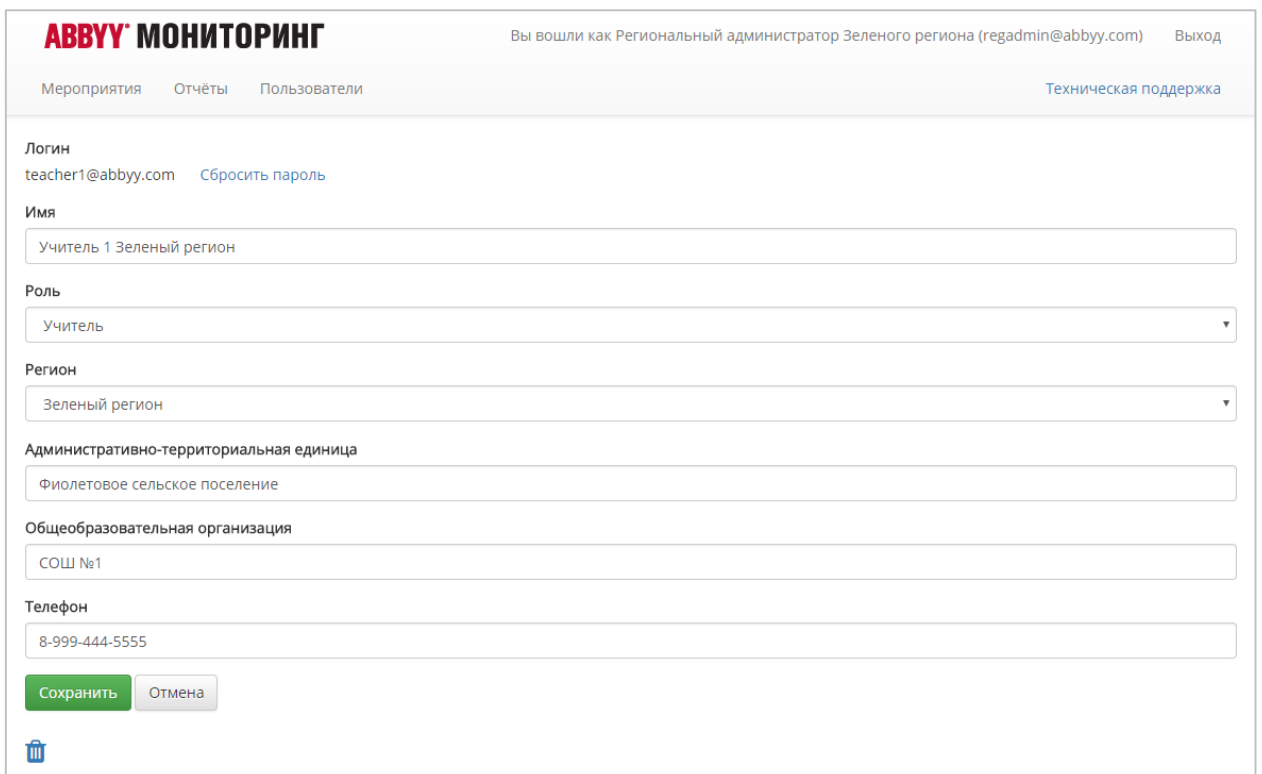 ABBYY® МОНИТОРИНГ
Вы вошли как Региональный администратор Зеленого региона (regadmin@abbyy.com) Выход
Мероприятия Отчёты Пользователи Техническая поддержка
Логин
teacher1@abbyy.com Сбросить пароль
Имя
Учитель 1 Зеленый регион
Роль
Учитель
Регион
Зеленый регион
Административно-территориальная единица
Фиолетовое сельское поселение
Общеобразовательная организация
СОШ №1
Телефон
8-999-444-5555
Сохранить Отмена